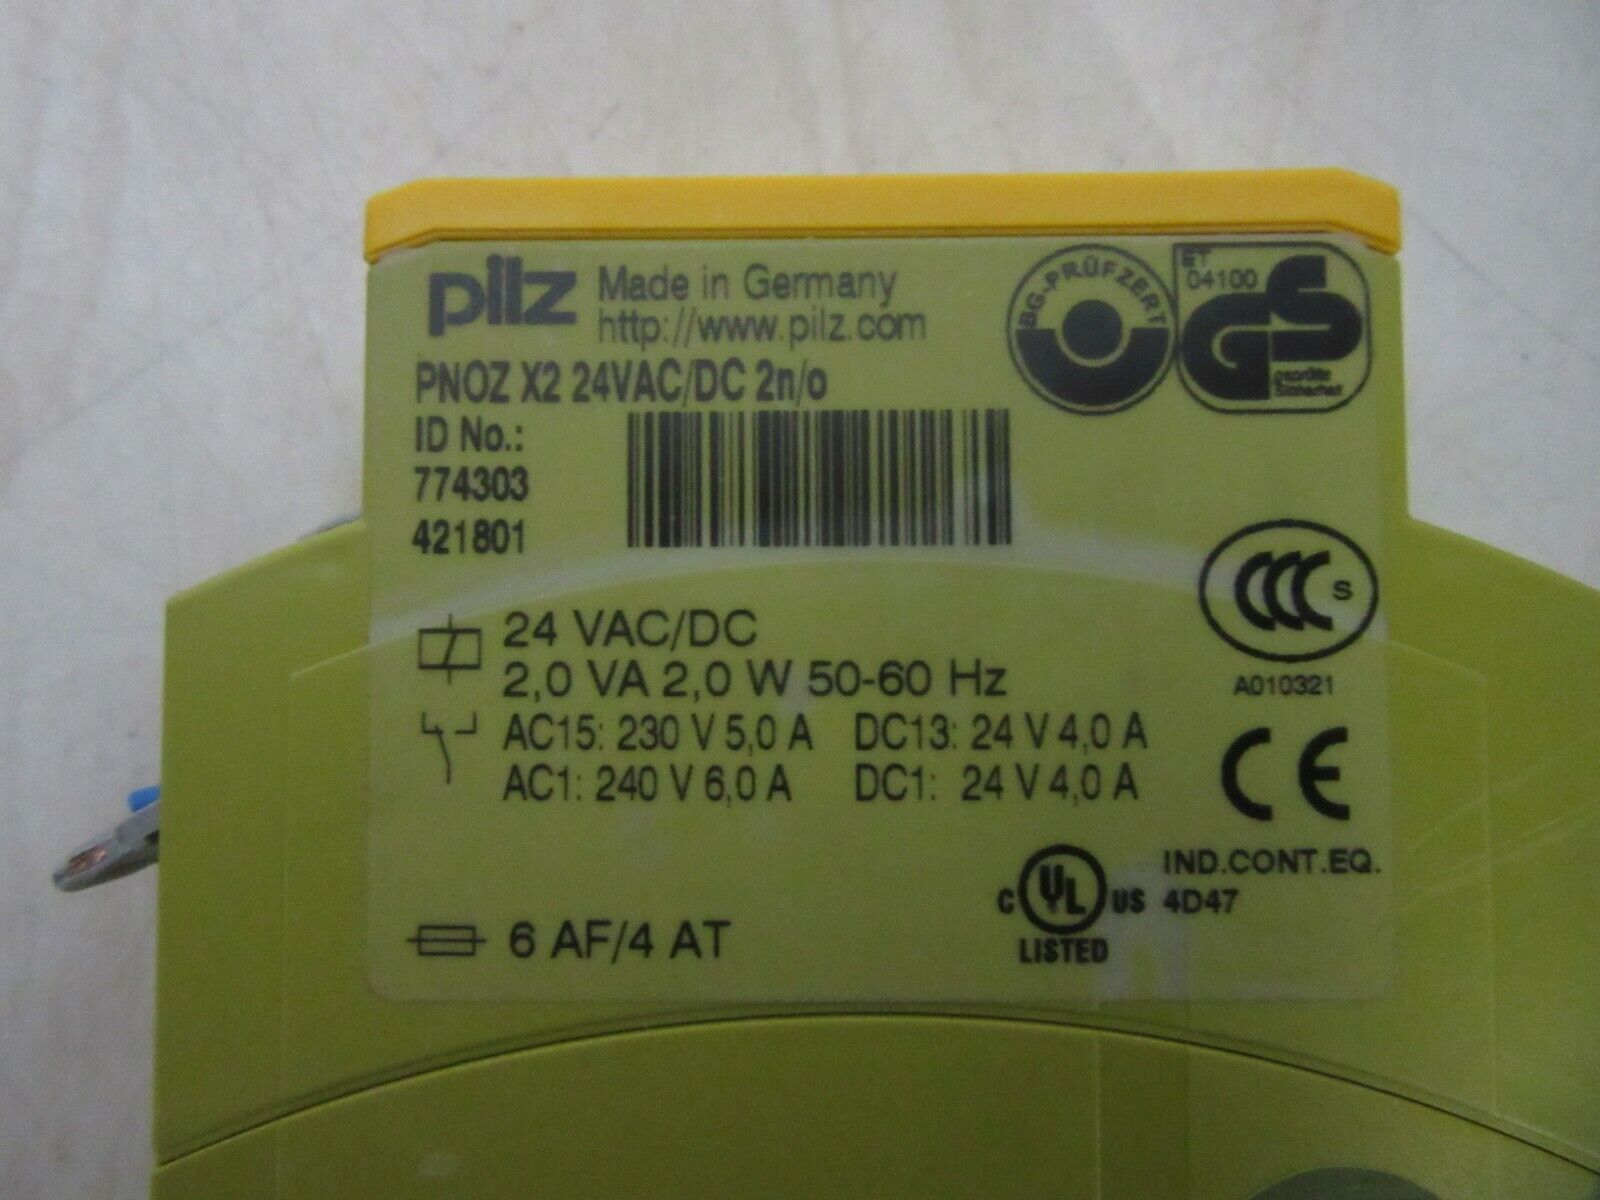 pilz Made in Germany
http://www.pilz.com
PNOZ X2 24VAC/DC 2n/o
ID No.:
774303
421801
BG-PRÜFZERT
ET
04100
GS
geprüfte
Sicherheit
CCC S
A010321
24 VAC/DC
2,0 VA 2,0 W 50-60 Hz
AC15: 230 V 5,0 A DC13: 24 V 4,0 A
AC1: 240 V 6,0 A DC1: 24 V 4,0 A
CE
6 AF/4 AT
C UL US
LISTED
IND.CONT.EQ.
4D47